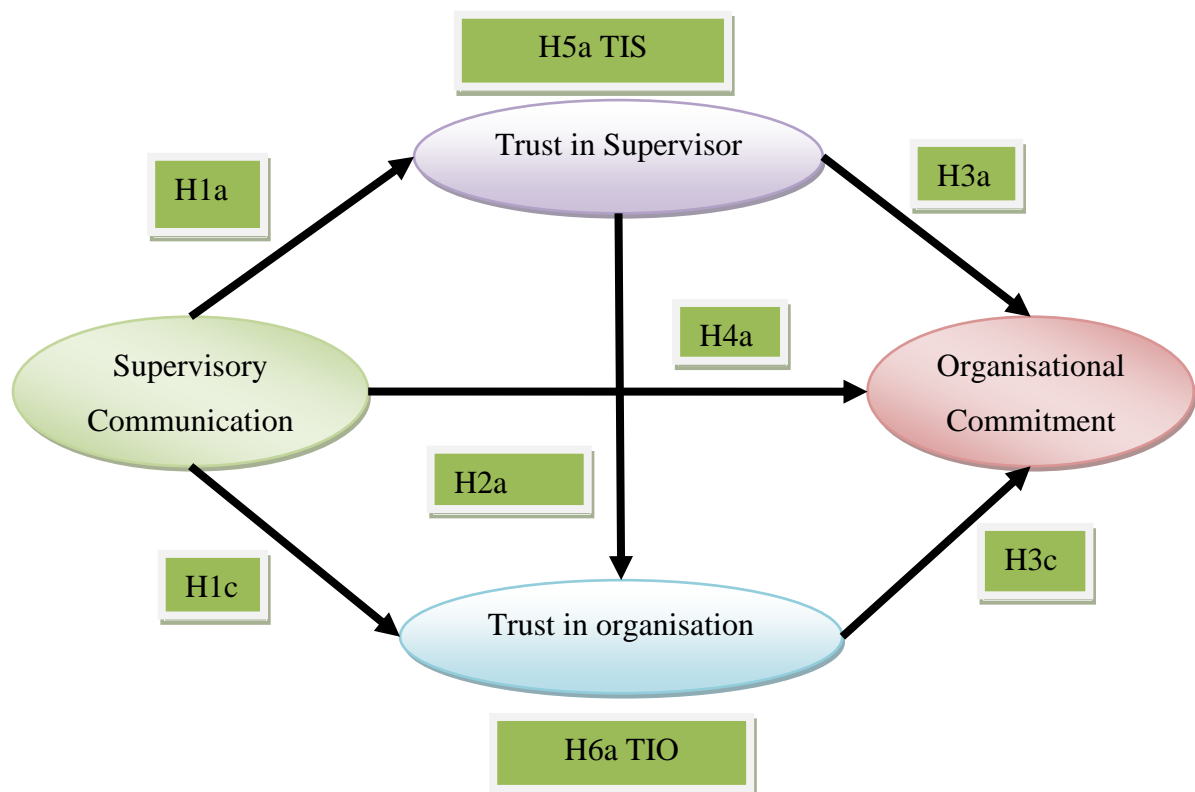 H5a TIS
Trust in Supervisor
H1a
H3a
H4a
Supervisory
Communication
Organisational
Commitment
H2a
H1c
H3c
Trust in organisation
H6a TIO